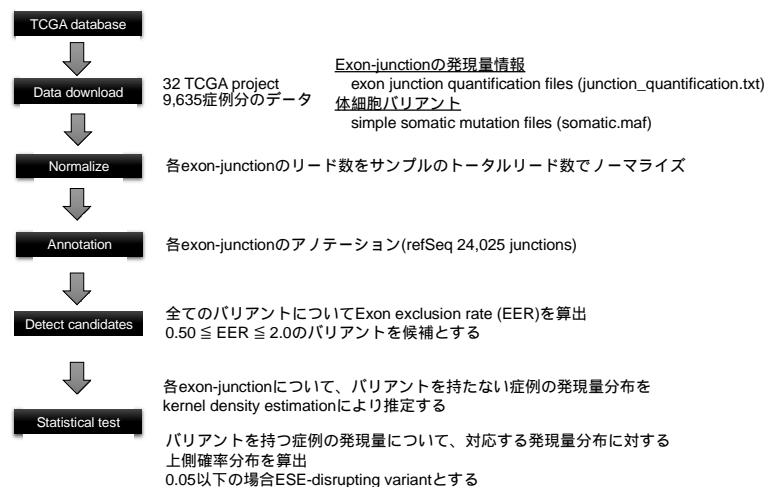 TCGA database
Data download
32 TCGA project
9,635症例分のデータ
Exon-junctionの発現量情報
exon junction quantification files (junction_quantification.txt)
体細胞バリアント
simple somatic mutation files (somatic.maf)
Normalize
各exon-junctionのリード数をサンプルのトータルリード数でノーマライズ
Annotation
各exon-junctionのアノテーション(refSeq 24,025 junctions)
Detect candidates
全てのバリアントについてExon exclusion rate (EER)を算出
0.50 ≦ EER ≦ 2.0のバリアントを候補とする
Statistical test
各exon-junctionについて、バリアントを持たない症例の発現量分布を
kernel density estimationにより推定する
バリアントを持つ症例の発現量について、対応する発現量分布に対する
上側確率分布を算出
0.05以下の場合ESE-disrupting variantとする